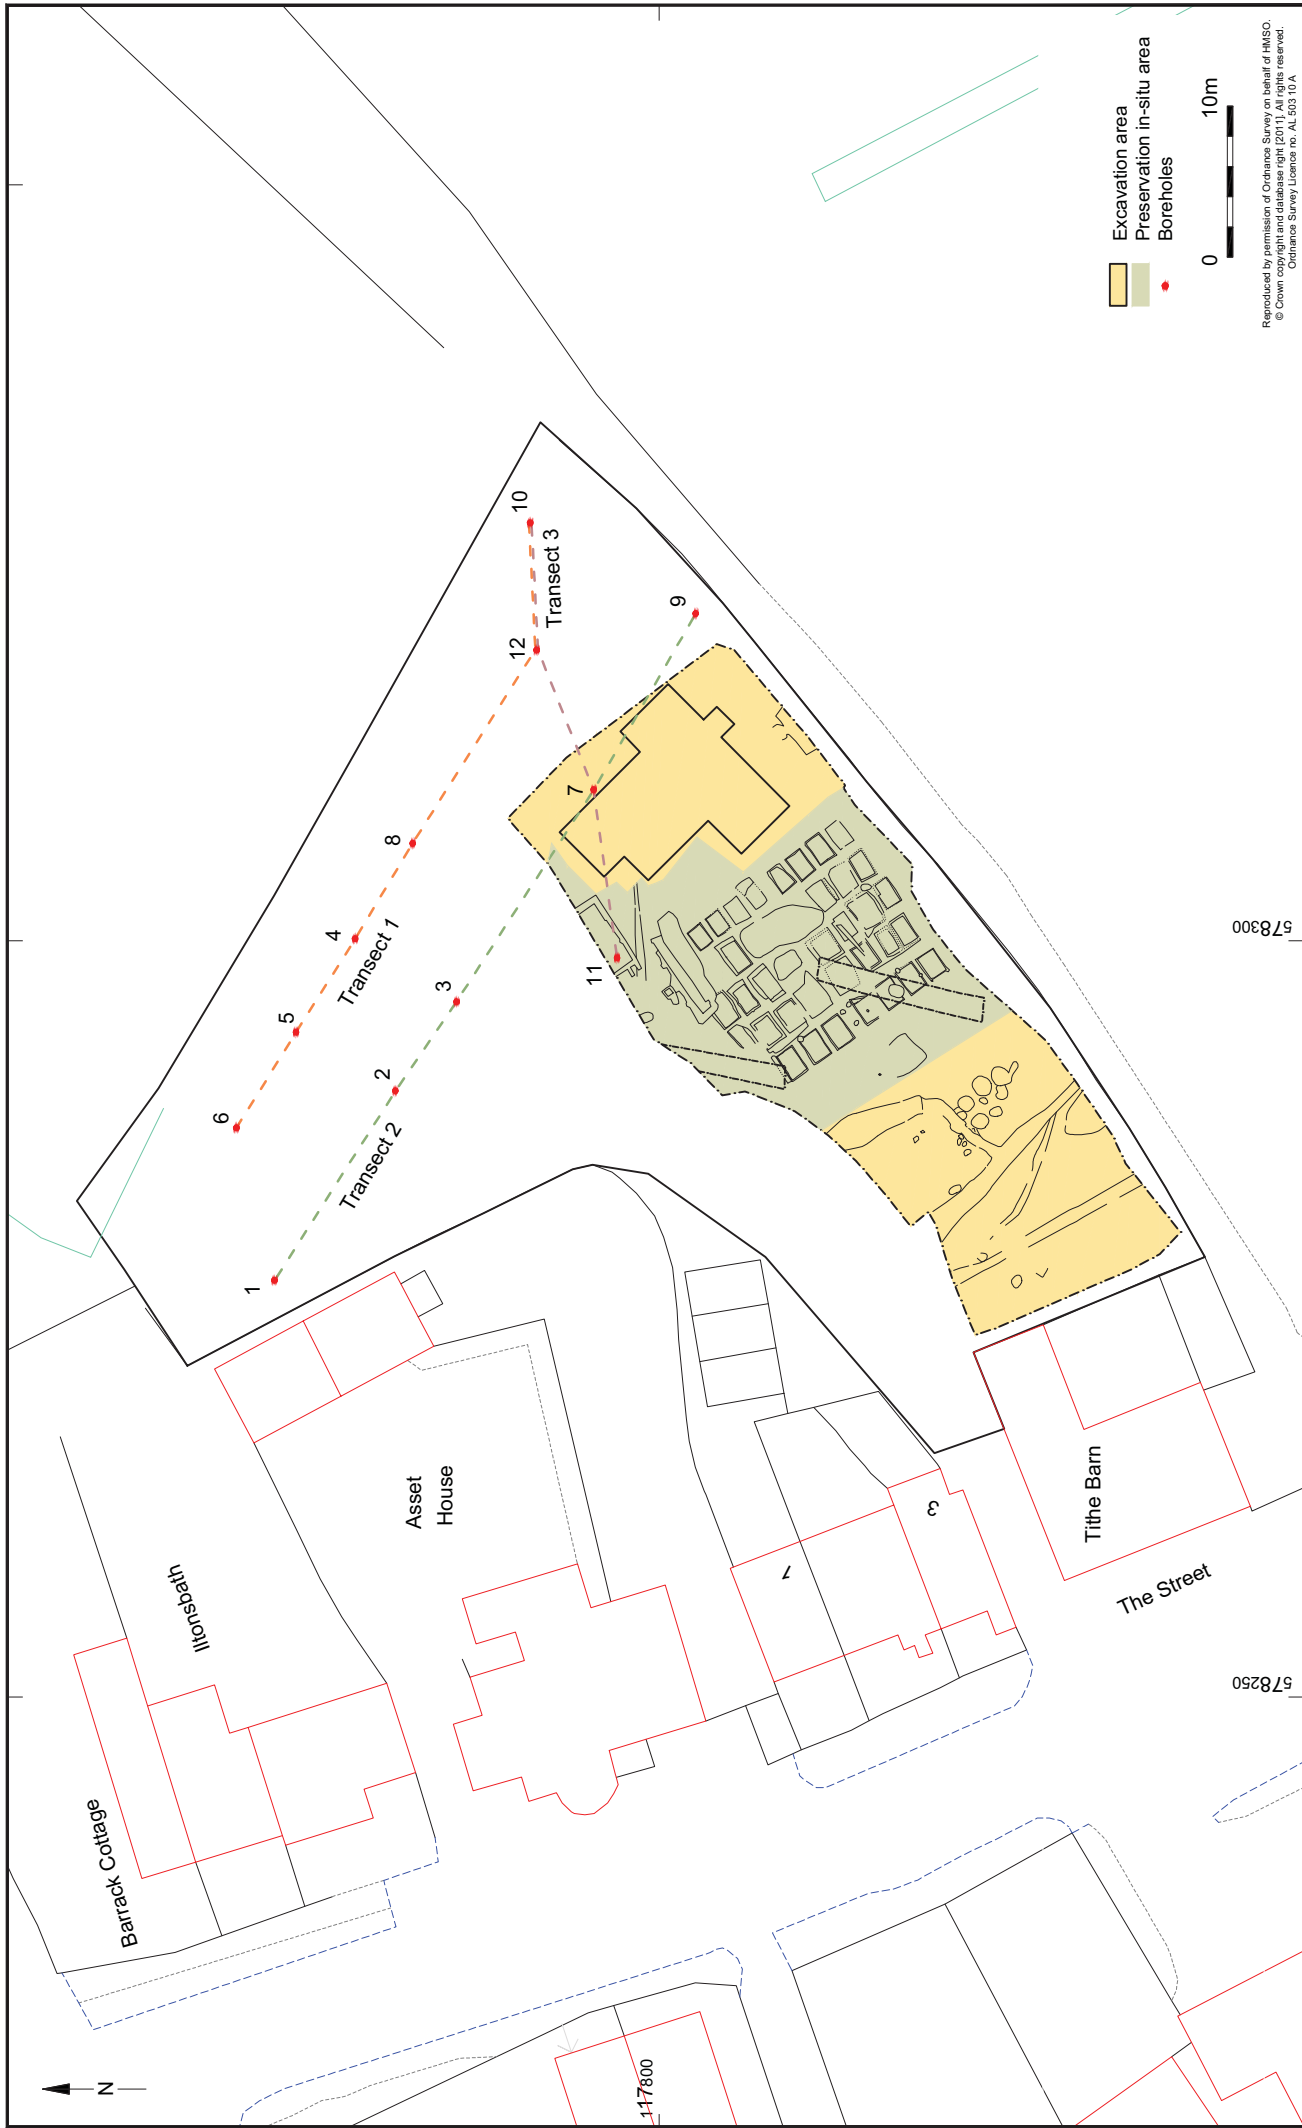 Barrack Cottage
Iltonsbath
Asset
House
1
3
Tithe Barn
The Street
6
5
4
8
12
10
Transect 1
Transect 3
1
2
3
7
9
11
Transect 2
N
117800
578250
578300
Excavation area
Preservation in-situ area
Boreholes
0
10m
Reproduced by permission of Ordnance Survey on behalf of HMSO.
© Crown copyright and database right [2011]. All rights reserved.
Ordnance Survey Licence no. AL 503 10 A